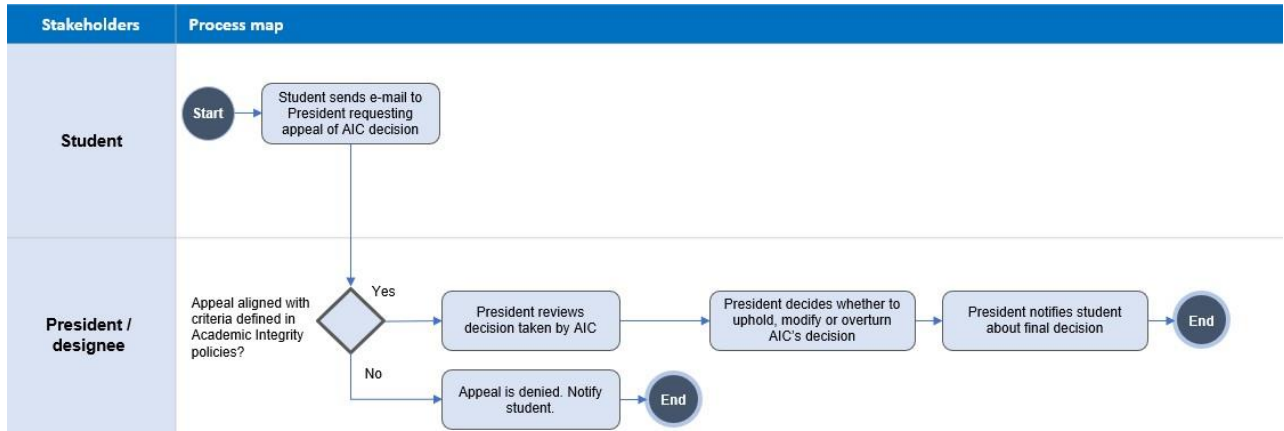 Stakeholders
Process map
Student
Start
Student sends e-mail to
President requesting
appeal of AIC decision
President /
designee
Appeal aligned with
criteria defined in
Academic Integrity
policies?
Yes
President reviews
decision taken by AIC
President decides whether to
uphold, modify or overturn
AIC's decision
President notifies student
about final decision
End
No
Appeal is denied. Notify
student.
End